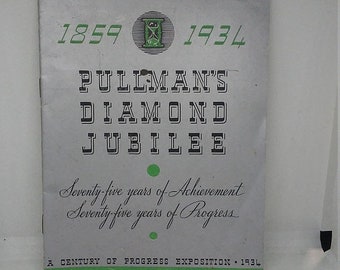 1859 1934
PULLMAN'S
DIAMOND
JUBILEE
Seventy-five years of Achievement
Seventy-five years of Progress
A CENTURY OF PROGRESS EXPOSITION • 1934